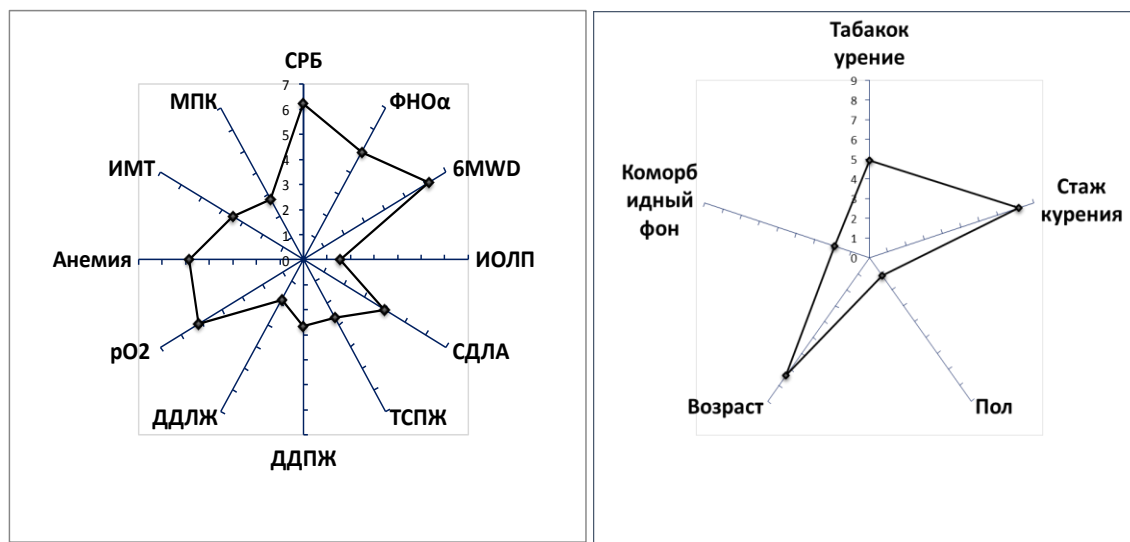 СРБ
ФНОα
6MWD
ИОЛП
СДЛА
ТСПЖ
ДДПЖ
ДДЛЖ
рО2
Анемия
ИМТ
МПК
7
6
5
4
3
2
1
0
Табакок
урение
Стаж
курения
Пол
Возраст
Коморб
идный
фон
9
8
7
6
5
4
3
2
1
0